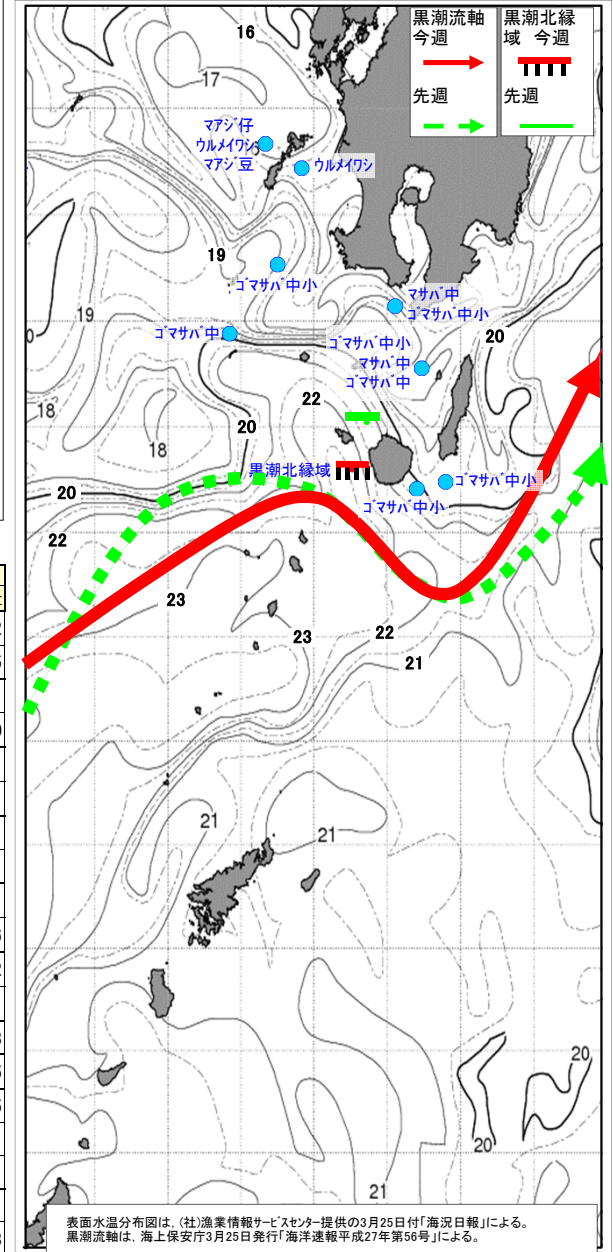 黒潮流軸
今週
先週
黒潮北縁
域 今週
先週
16
17
マアジ仔
ウルメイワシ
マアジ豆
ウルメイワシ
19
ゴマサバ中小
マサバ中
ゴマサバ中小
19
ゴマサバ中
ゴマサバ中小
マサバ中
ゴマサバ中
20
22
18
18
20
黒潮北縁域
ゴマサバ中小
ゴマサバ中小
20
22
23
23
22
21
21
21
20
20
21
表面水温分布図は、(社)漁業情報サービスセンター提供の3月25日付「海況日報」による。
黒潮流軸は、海上保安庁3月25日発行「海洋速報平成27年第56号」による。